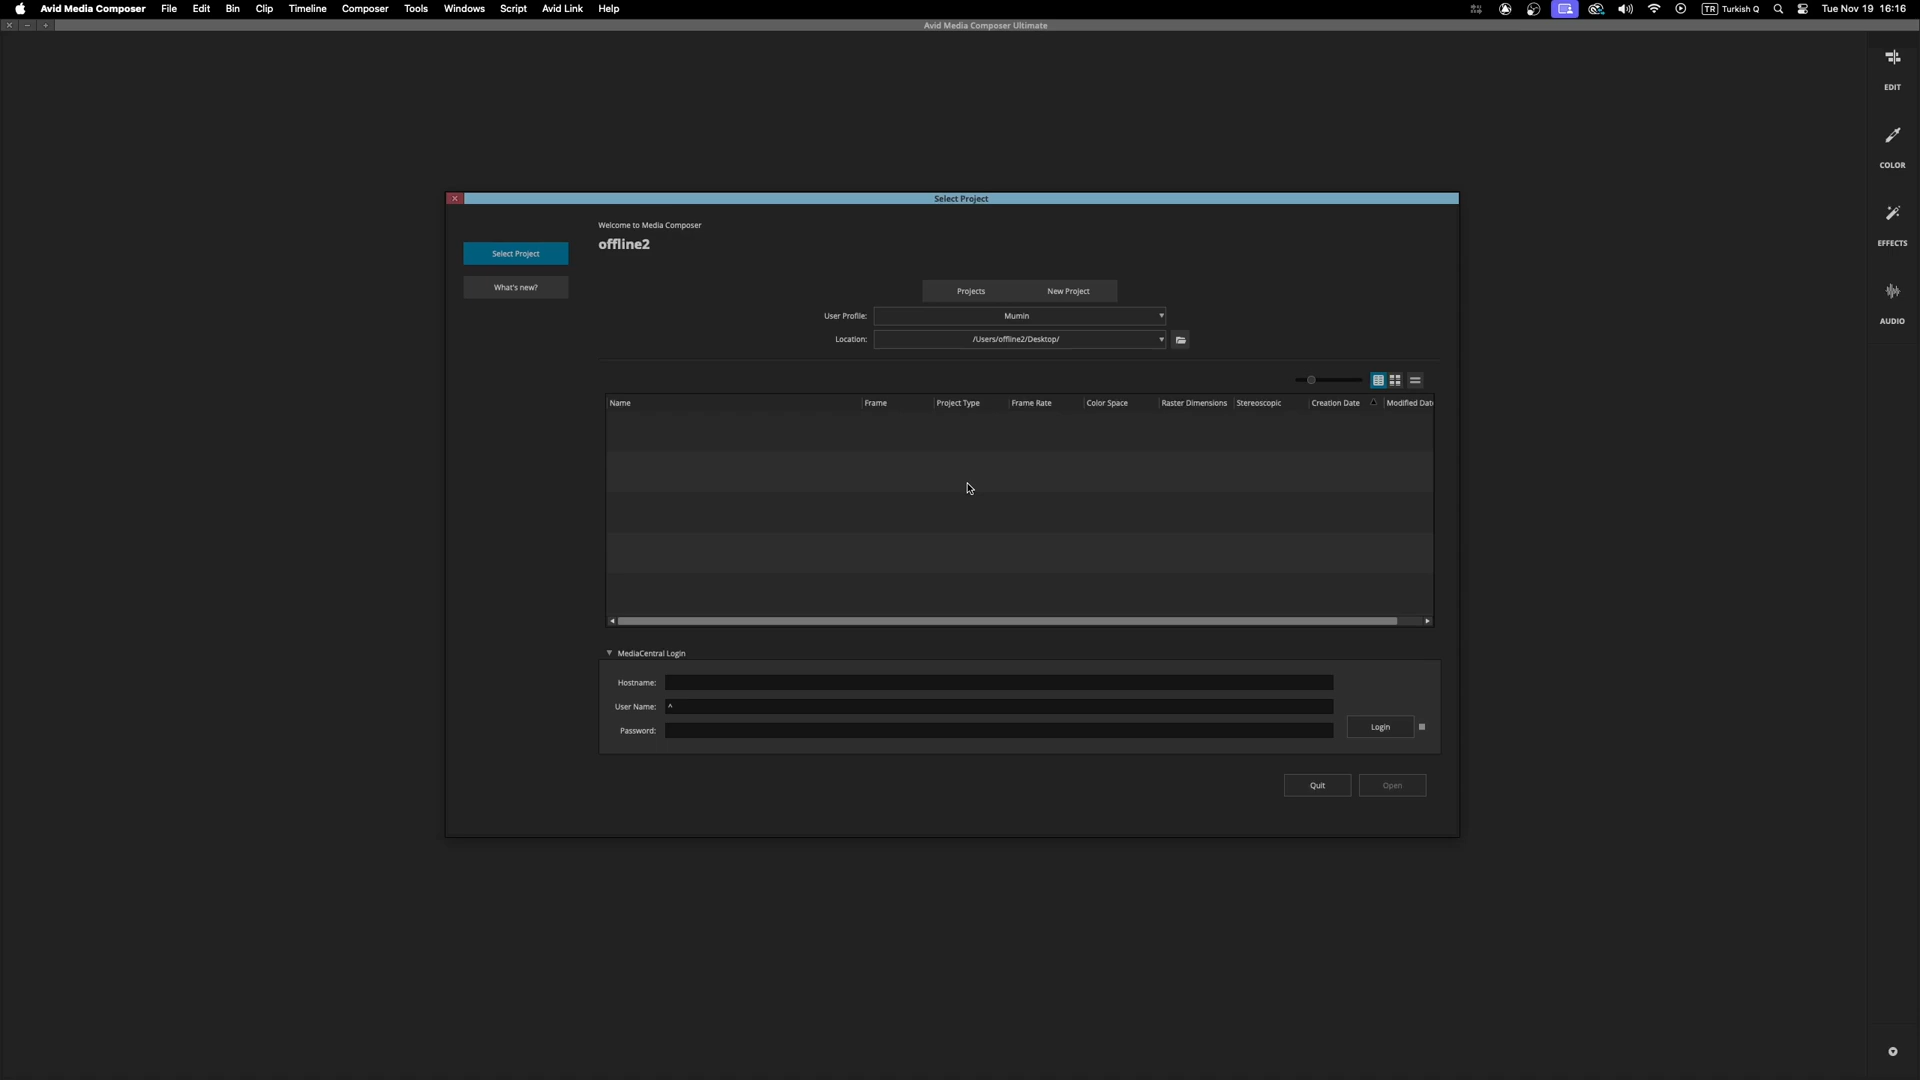 Avid Media Composer File Edit Bin Clip Timeline Composer Tools Windows Script Avid Link Help TR Turkish Q Tue Nov 19 16:16
Avid Media Composer Ultimate
EDIT
COLOR
EFFECTS
AUDIO
Select Project
Welcome to Media Composer
offline2
Select Project
What's new?
Projects New Project
User Profile: Mumin
Location: /Users/offline2/Desktop/
Name Frame Project Type Frame Rate Color Space Raster Dimensions Stereoscopic Creation Date Modified Date
MediaCentral Login
Hostname:
User Name: ^
Password:
Login
Quit Open